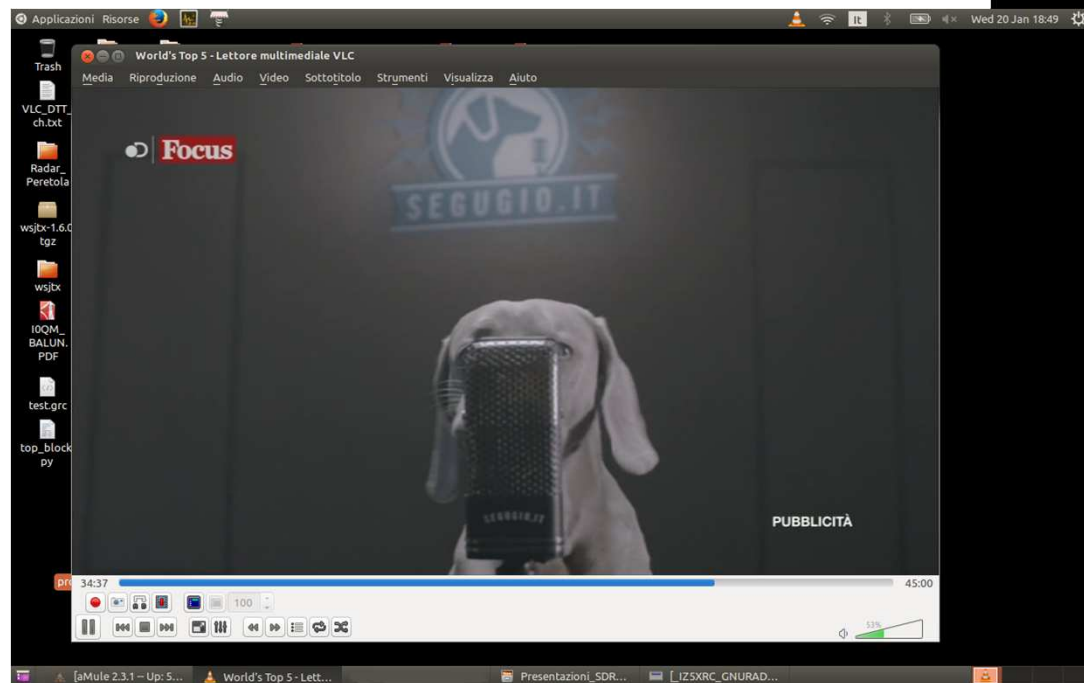 Applicazioni Risorse
It
Wed 20 Jan 18:49
World's Top 5 - Lettore multimediale VLC
Media Riproduzione Audio Video Sottotitolo Strumenti Visualizza Aiuto
Trash
VLC_DTT_
ch.txt
Radar_
Peretola
wsjtx-1.6.0
tgz
wsjtx
I0QM_
BALUN.
PDF
test.grc
top_block
py
Focus
SEGUGIO.IT
SEGUGIO.IT
PUBBLICITÀ
34:37
45:00
100
53%
[aMule 2.3.1 -- Up: 5...
World's Top 5 - Lett...
Presentazioni_SDR...
[_IZ5XRC_GNURAD...